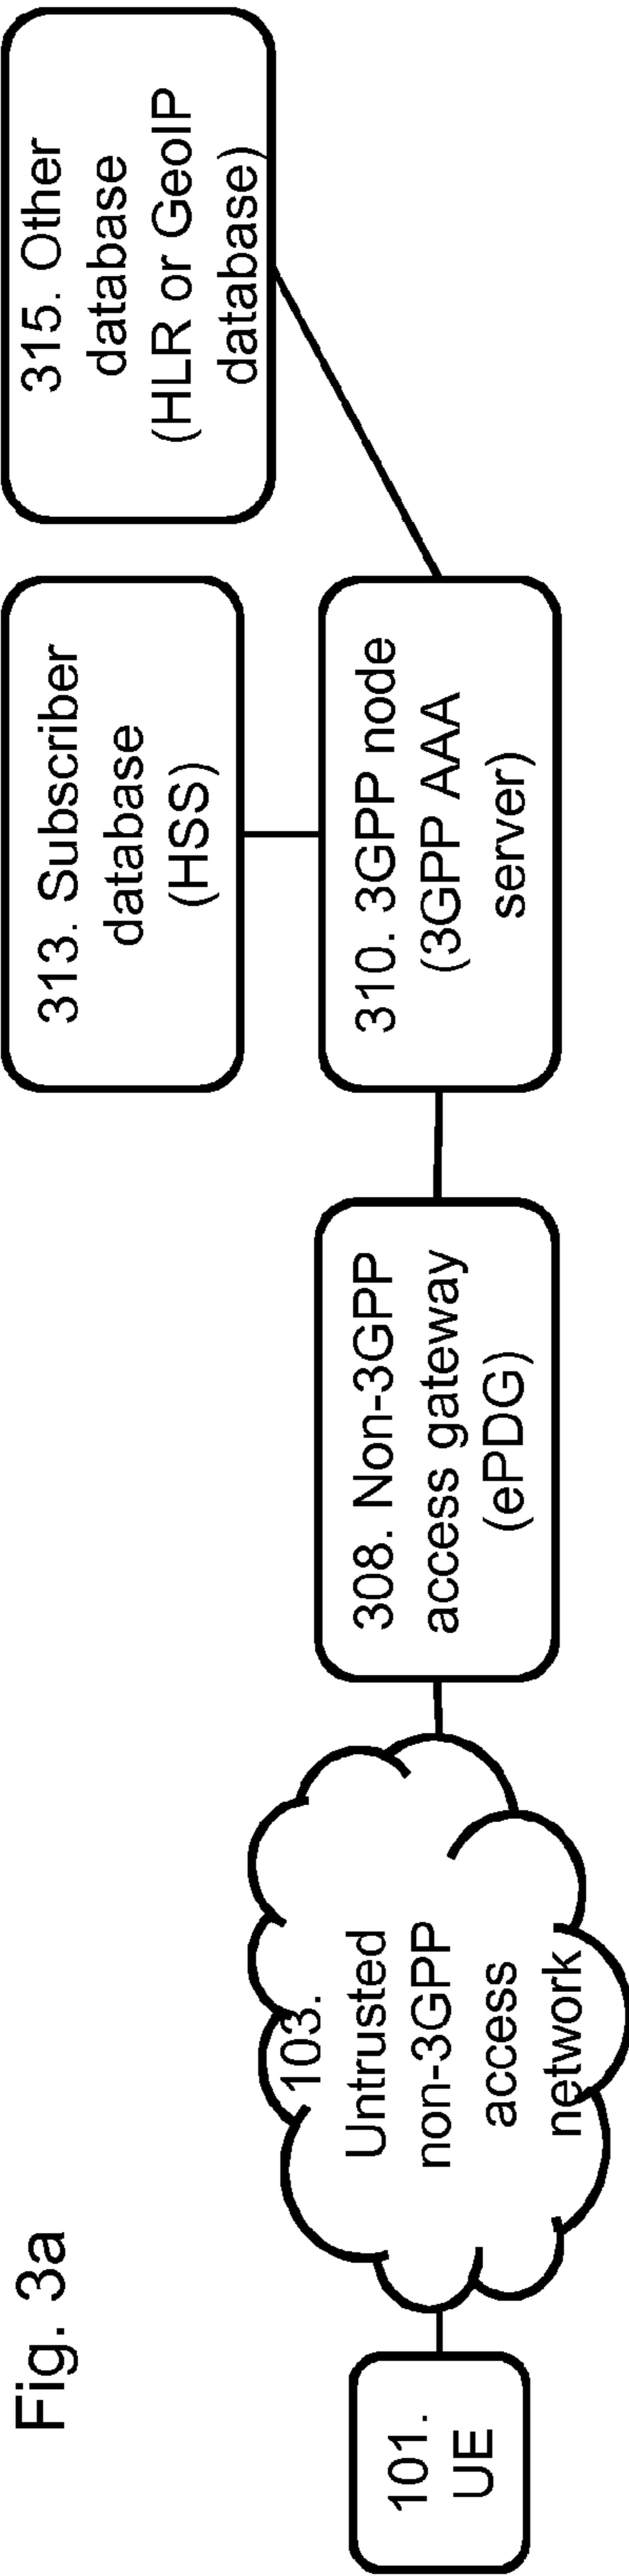 Fig. 3a
101.
UE
103.
Untrusted
non-3GPP
access
network
308. Non-3GPP
access gateway
(ePDG)
310. 3GPP node
(3GPP AAA
server)
313. Subscriber
database
(HSS)
315. Other
database
(HLR or GeoIP
database)